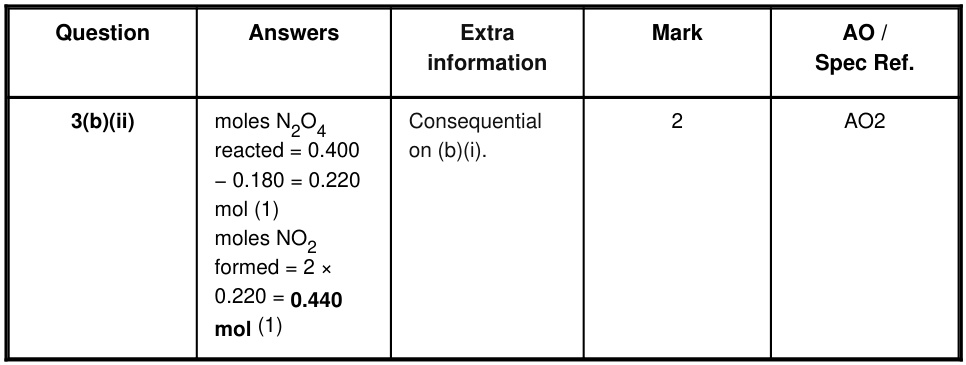 Question Answers Extra information Mark AO / Spec Ref.
3(b)(ii)
moles N₂O₄
reacted = 0.400
− 0.180 = 0.220
mol (1)
moles NO₂
formed = 2 ×
0.220 = 0.440
mol (1)
Consequential
on (b)(i).
2
AO2